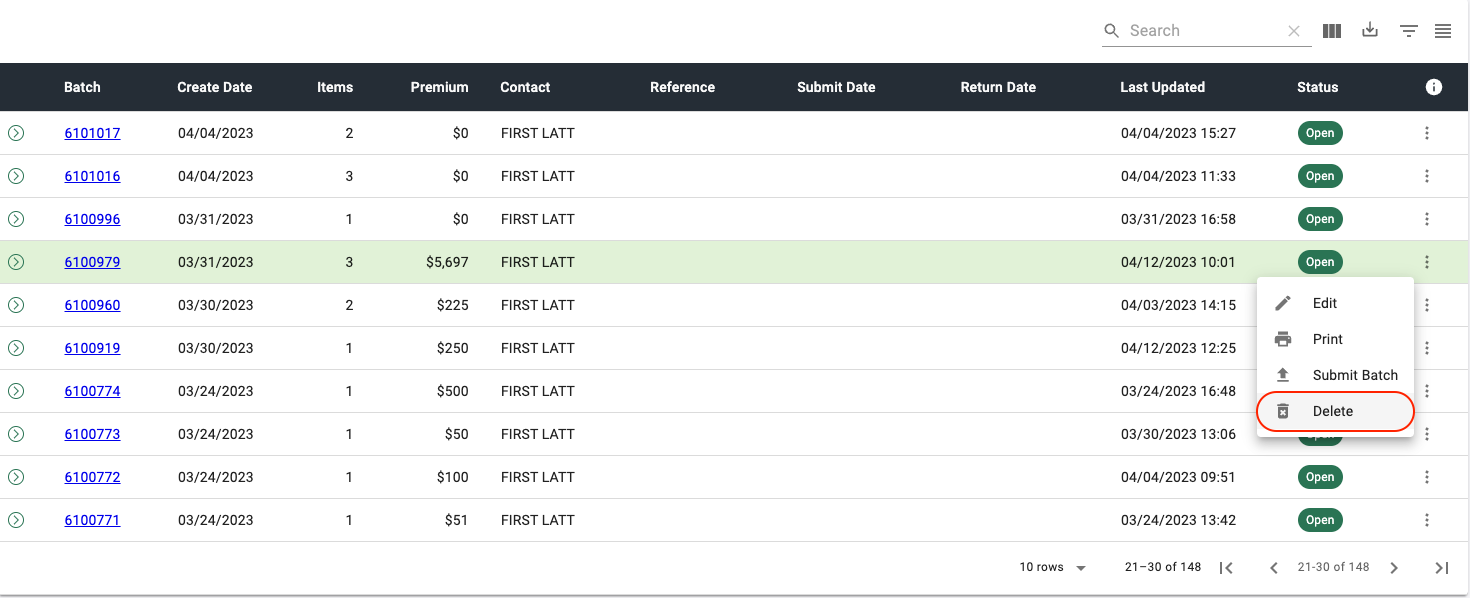 Search
Batch Create Date Items Premium Contact Reference Submit Date Return Date Last Updated Status
6101017 04/04/2023 2 $0 FIRST LATT 04/04/2023 15:27 Open
6101016 04/04/2023 3 $0 FIRST LATT 04/04/2023 11:33 Open
6100996 03/31/2023 1 $0 FIRST LATT 03/31/2023 16:58 Open
6100979 03/31/2023 3 $5,697 FIRST LATT 04/12/2023 10:01 Open
6100960 03/30/2023 2 $225 FIRST LATT 04/03/2023 14:15 Edit
Print
6100919 03/30/2023 1 $250 FIRST LATT 04/12/2023 12:25
Submit Batch
6100774 03/24/2023 1 $500 FIRST LATT 03/24/2023 16:48
Delete
6100773 03/24/2023 1 $50 FIRST LATT 03/30/2023 13:06
6100772 03/24/2023 1 $100 FIRST LATT 04/04/2023 09:51 Open
6100771 03/24/2023 1 $51 FIRST LATT 03/24/2023 13:42 Open
10 rows 21–30 of 148 21-30 of 148